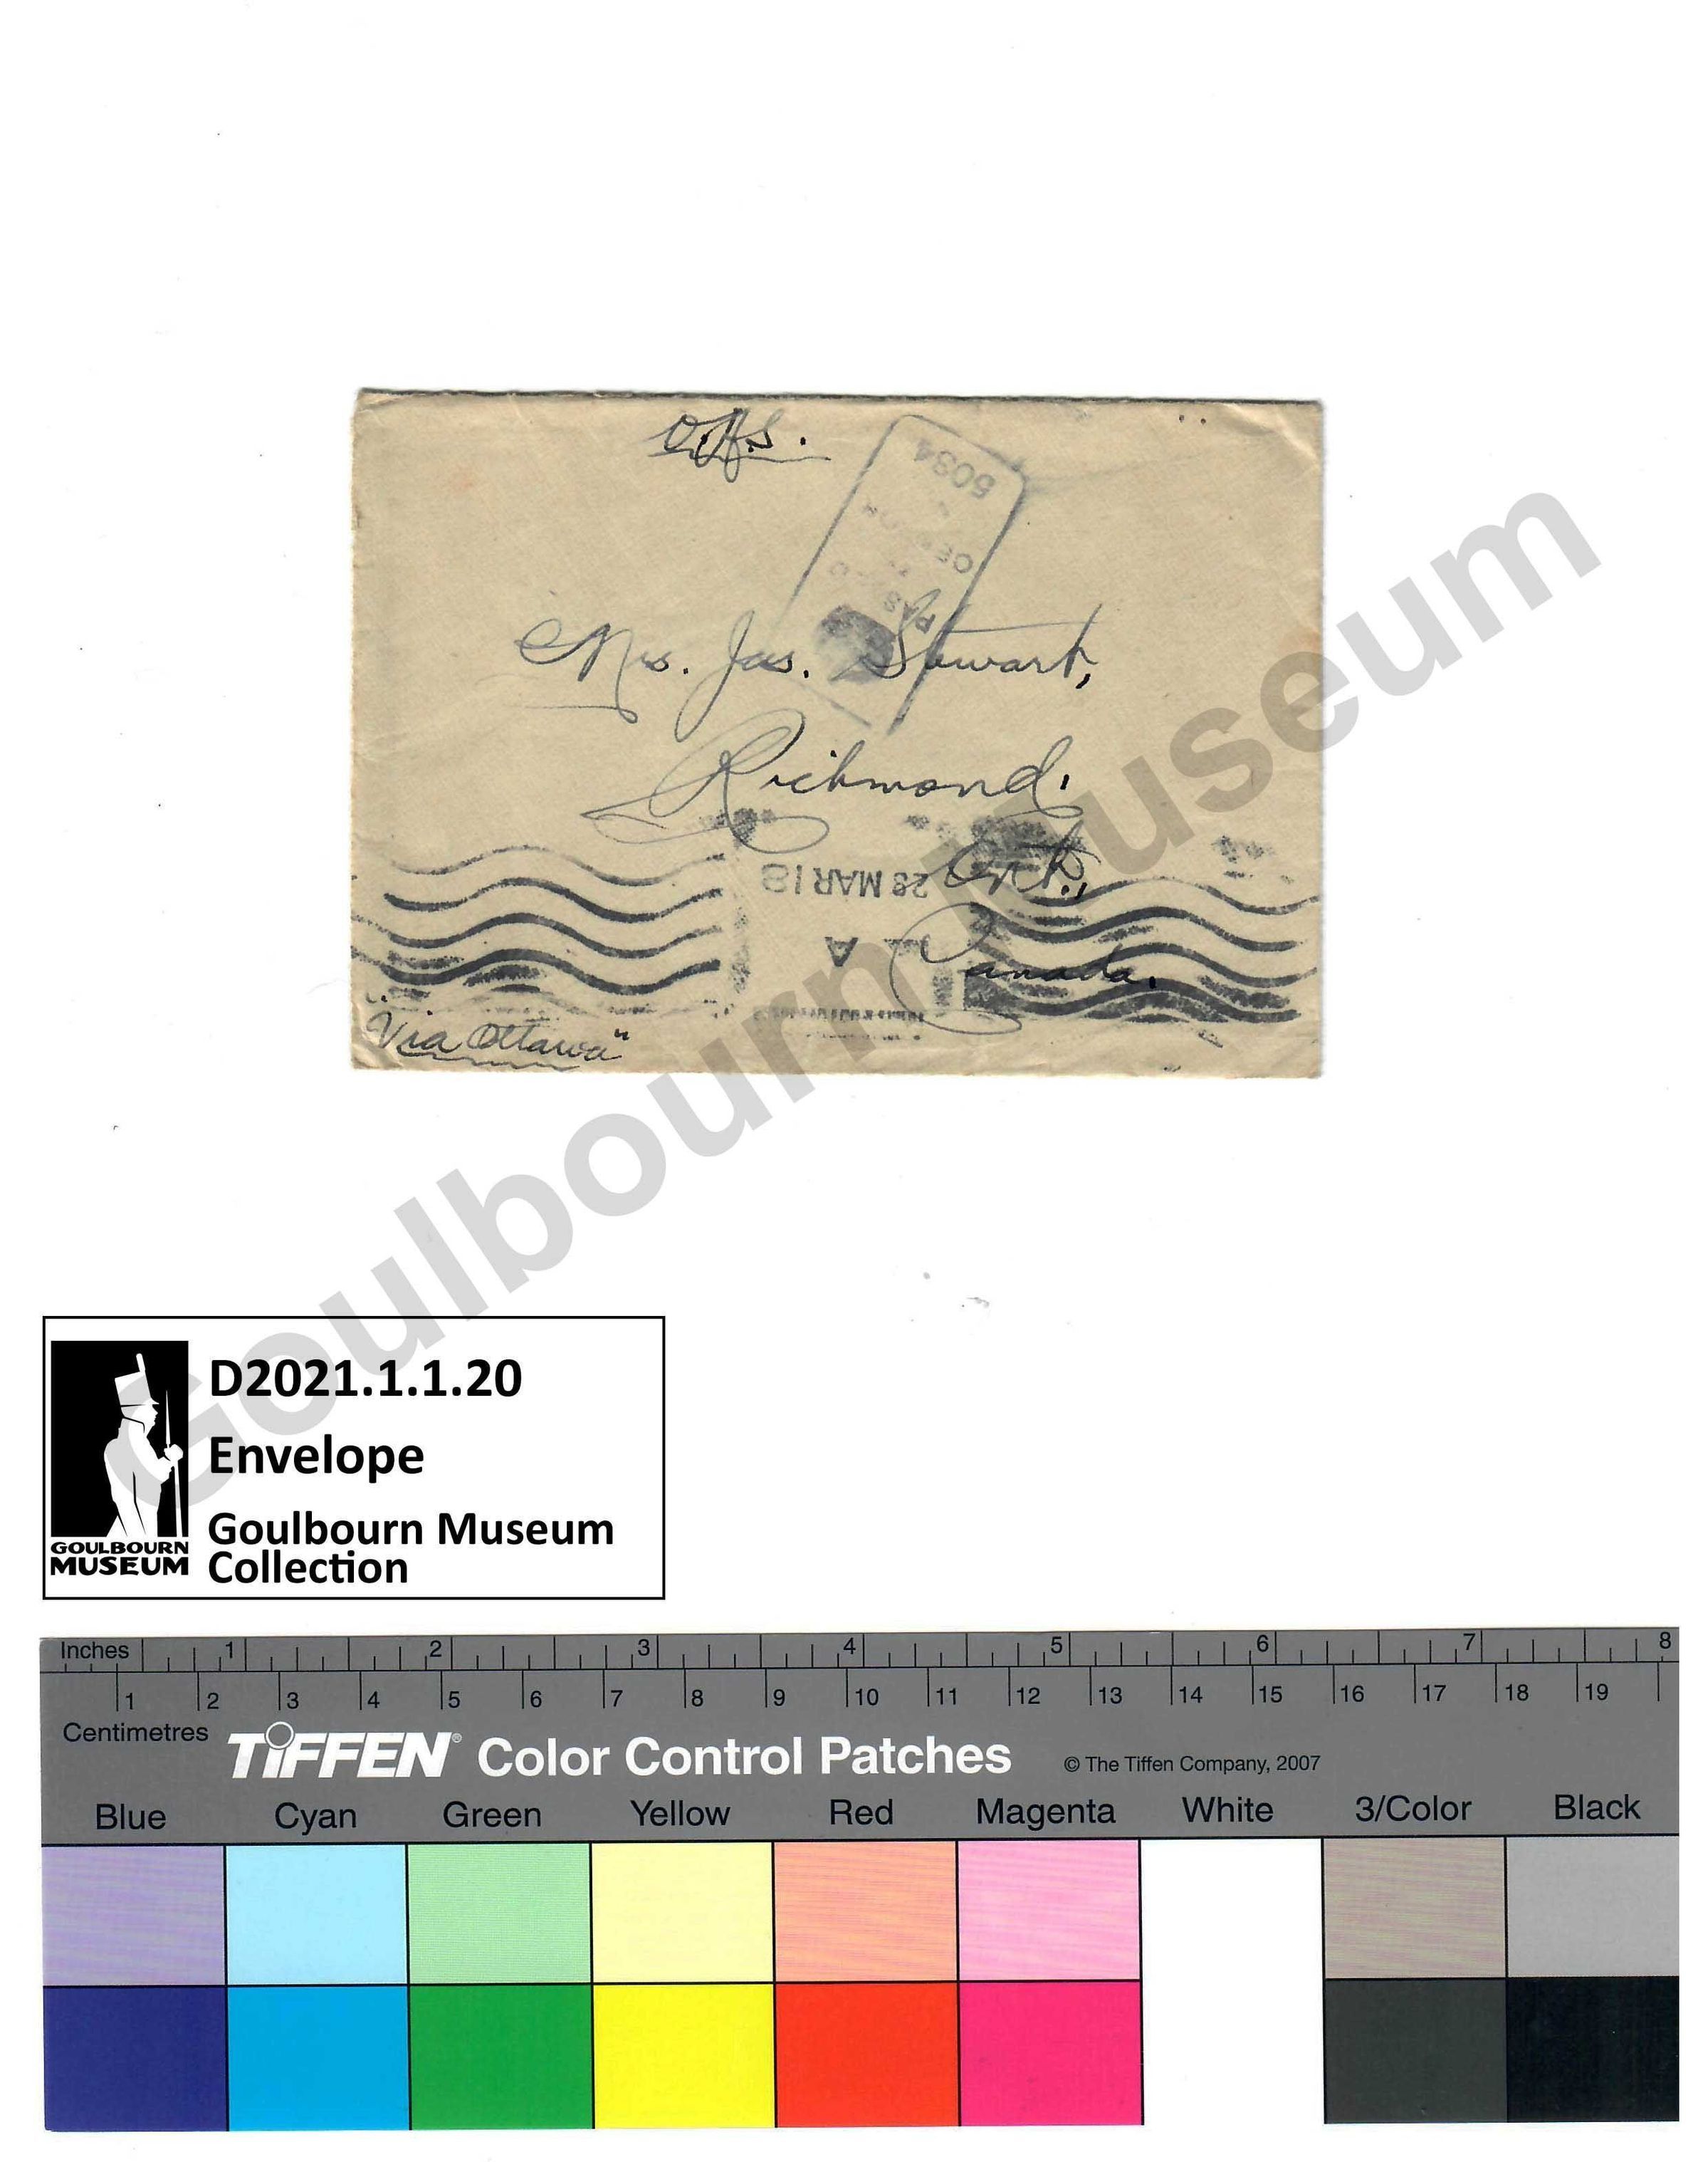 O.A.S.
5084
Mrs. Jas. Stewart,
Richmond.
28 MAR 18
Ont.,
A
Canada.
"Via Ottawa"
Goulbourn Museum
D2021.1.1.20
Envelope
Goulbourn Museum
Collection
GOULBOURN
MUSEUM
Inches 1 2 3 4 5 6 7 8
1 2 3 4 5 6 7 8 9 10 11 12 13 14 15 16 17 18 19
Centimetres
TIFFEN® Color Control Patches © The Tiffen Company, 2007
Blue Cyan Green Yellow Red Magenta White 3/Color Black